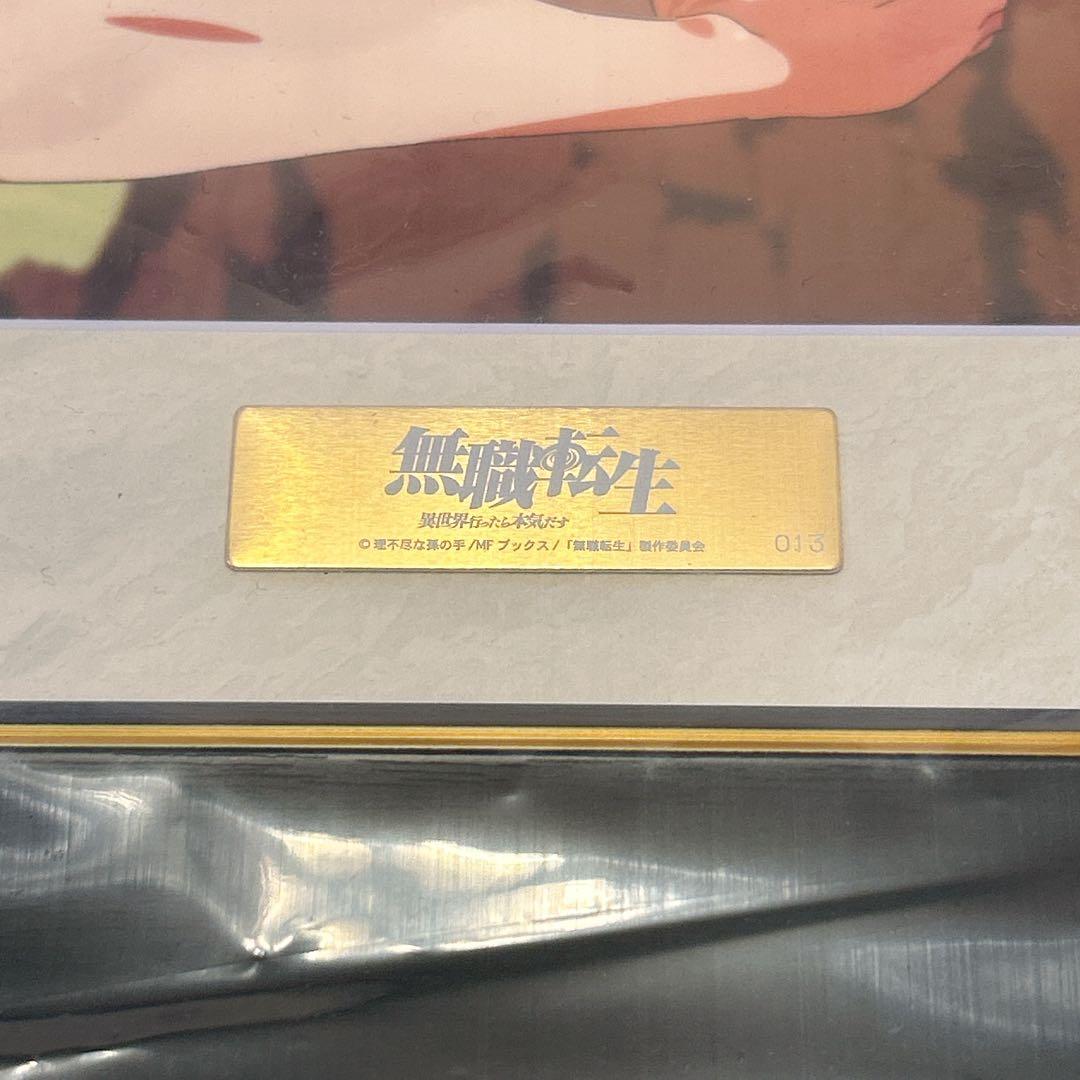 無職転生
異世界行ったら本気だす
©理不尽な孫の手/MFブックス/「無職転生」製作委員会
013